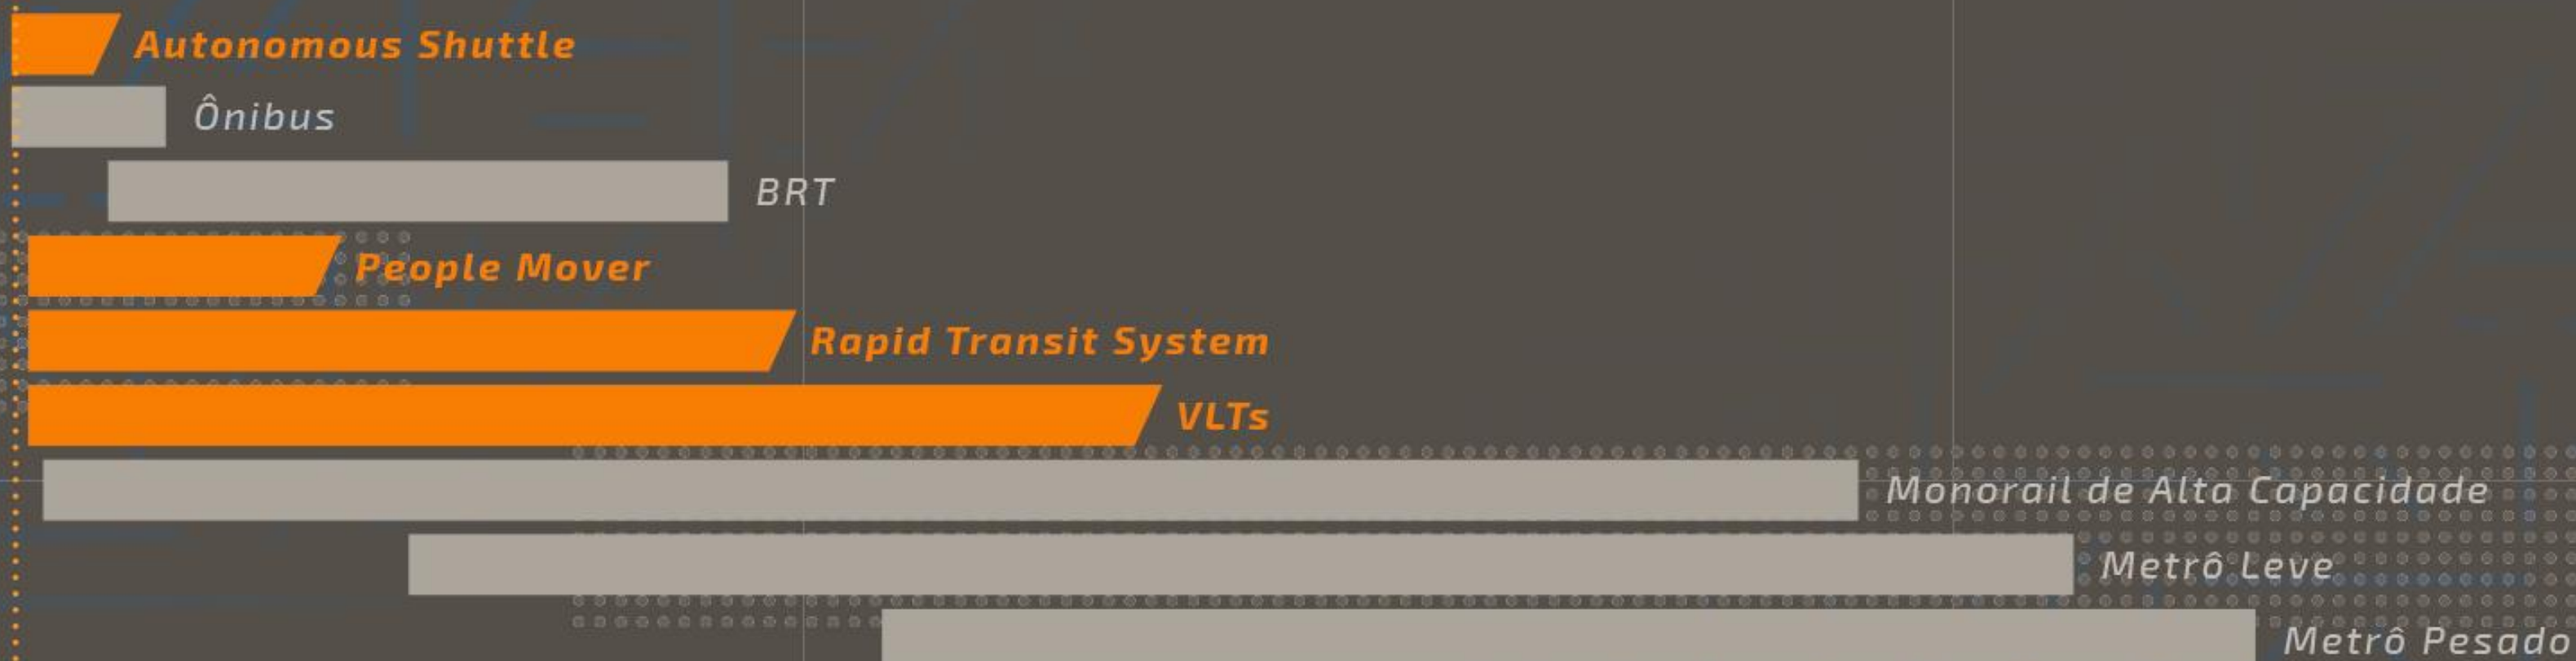 Autonomous Shuttle
Ônibus
BRT
People Mover
Rapid Transit System
VLTs
Monorail de Alta Capacidade
Metrô Leve
Metrô Pesado